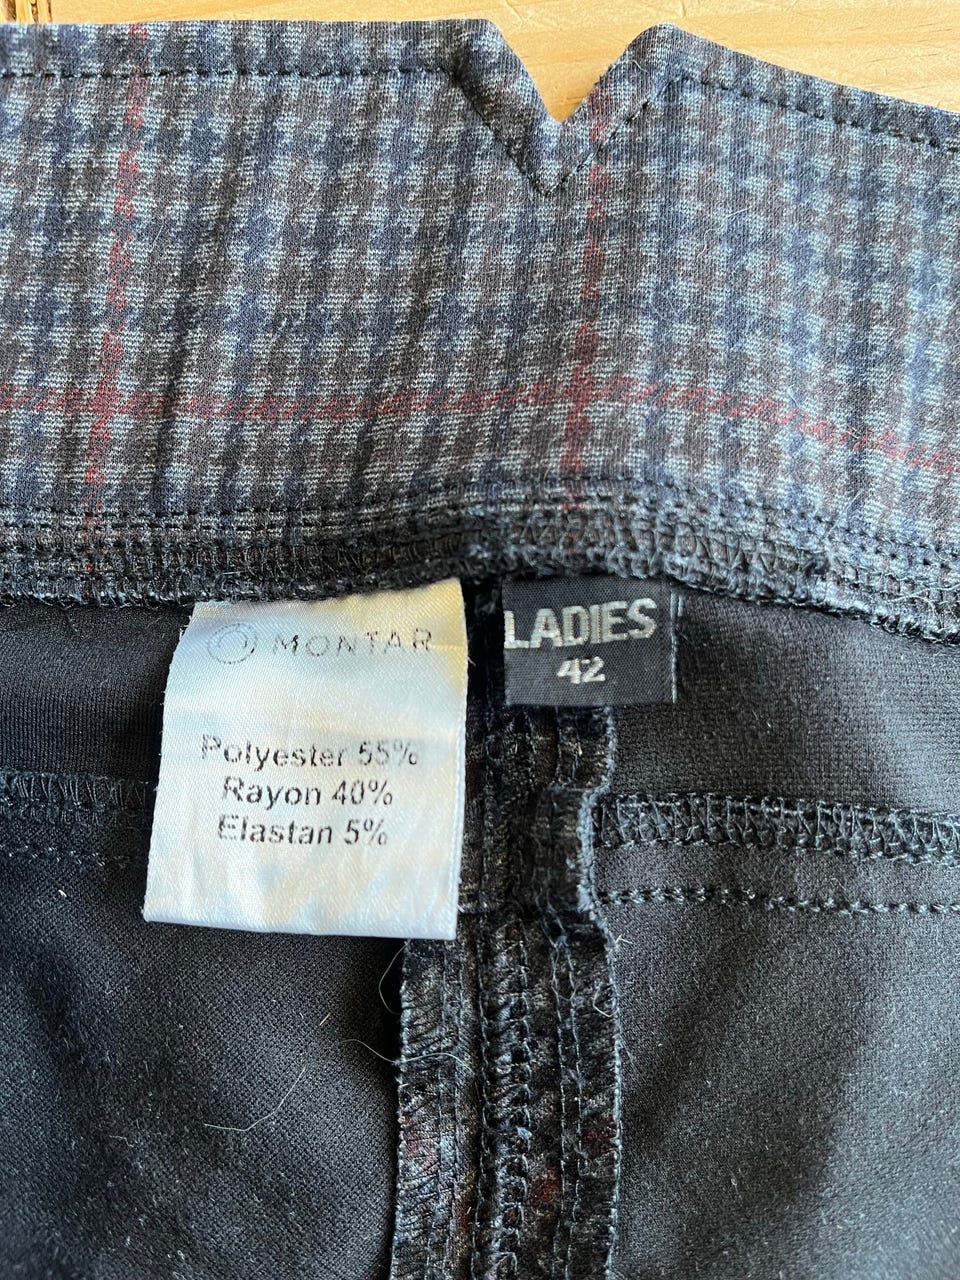 MONTAR
Polyester 55%
Rayon 40%
Elastan 5%
LADIES
42